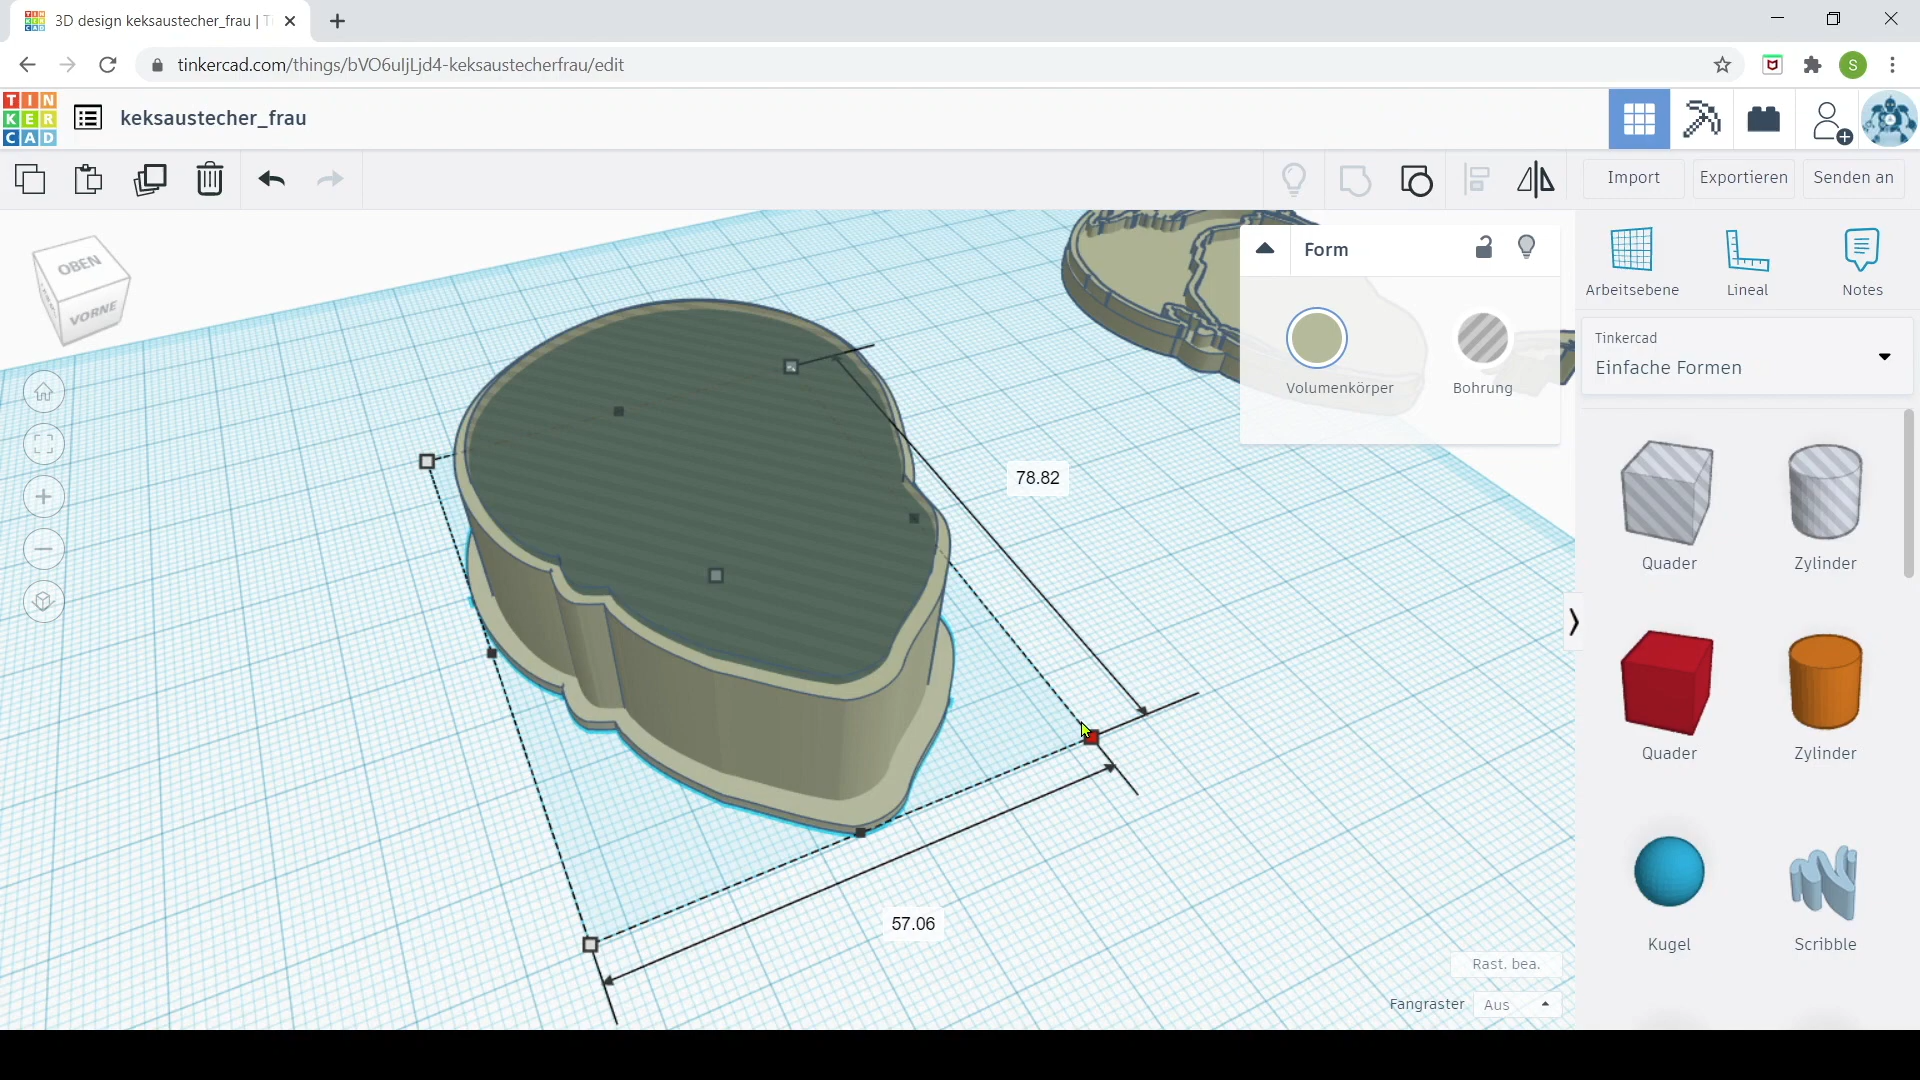 3D design keksaustecher_frau | Ti
tinkercad.com/things/bVO6uljLjd4-keksaustecherfrau/edit
S
TIN
KER
CAD
keksaustecher_frau
Import
Exportieren
Senden an
OBEN
VORNE
Form
Volumenkörper
Bohrung
Arbeitsebene
Lineal
Notes
Tinkercad
Einfache Formen
78.82
57.06
Quader
Zylinder
Quader
Zylinder
Kugel
Scribble
Rast. bea.
Fangraster
Aus